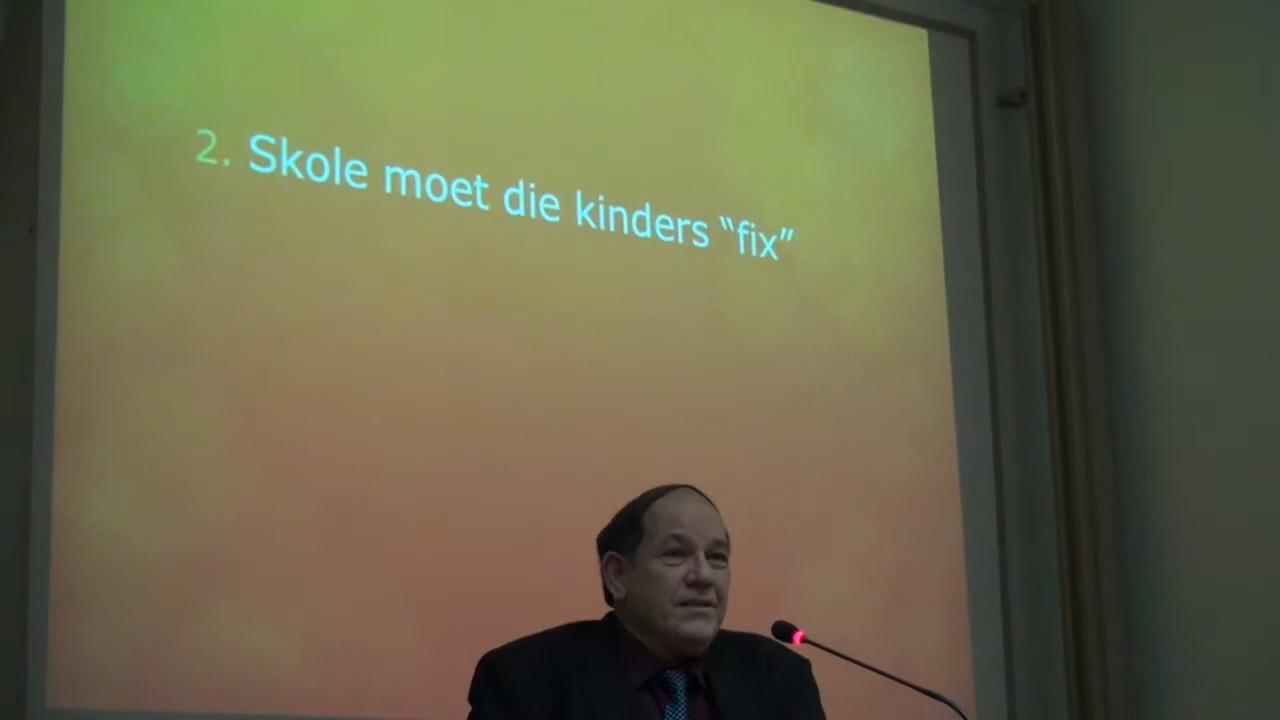 2. Skole moet die kinders “fix”